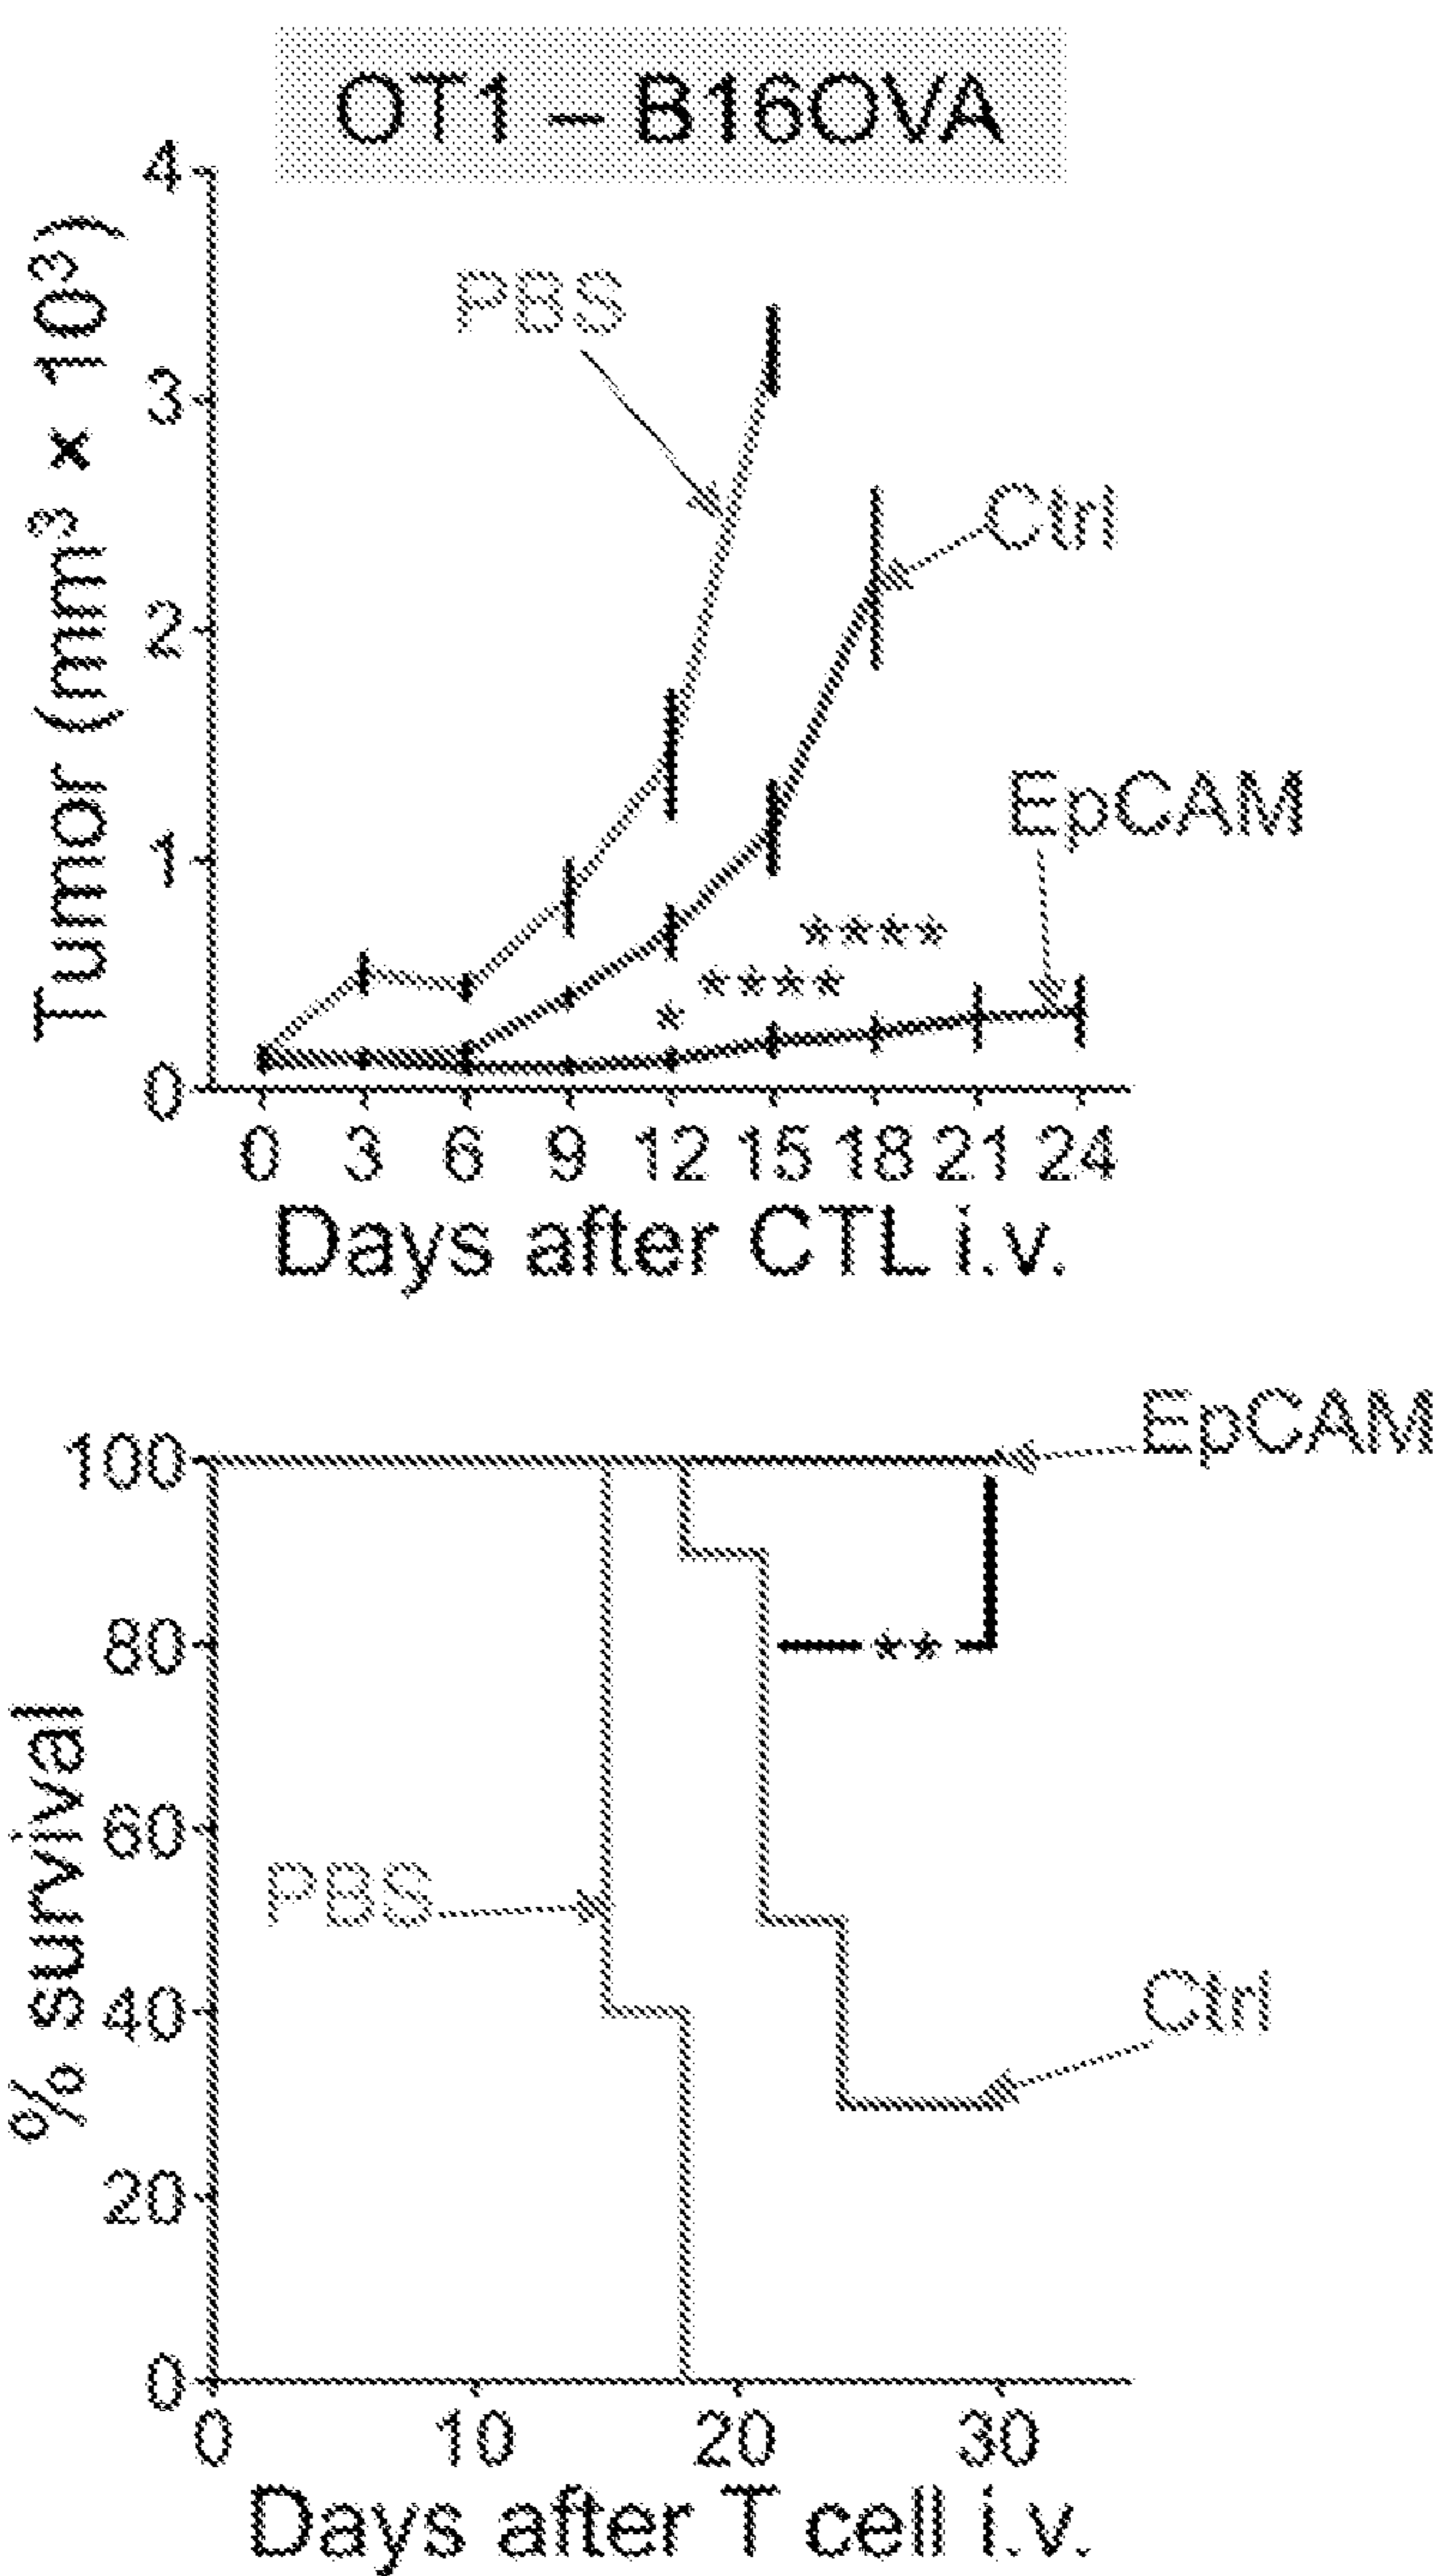 OT1 – B16OVA
4
3
2
1
0
Tumor (mm³ × 10³)
PBS
Ctrl
EpCAM
****
****
*
0 3 6 9 12 15 18 21 24
Days after CTL i.v.
EpCAM
100
80
60
40
20
0
% survival
**
PBS
Ctrl
0 10 20 30
Days after T cell i.v.